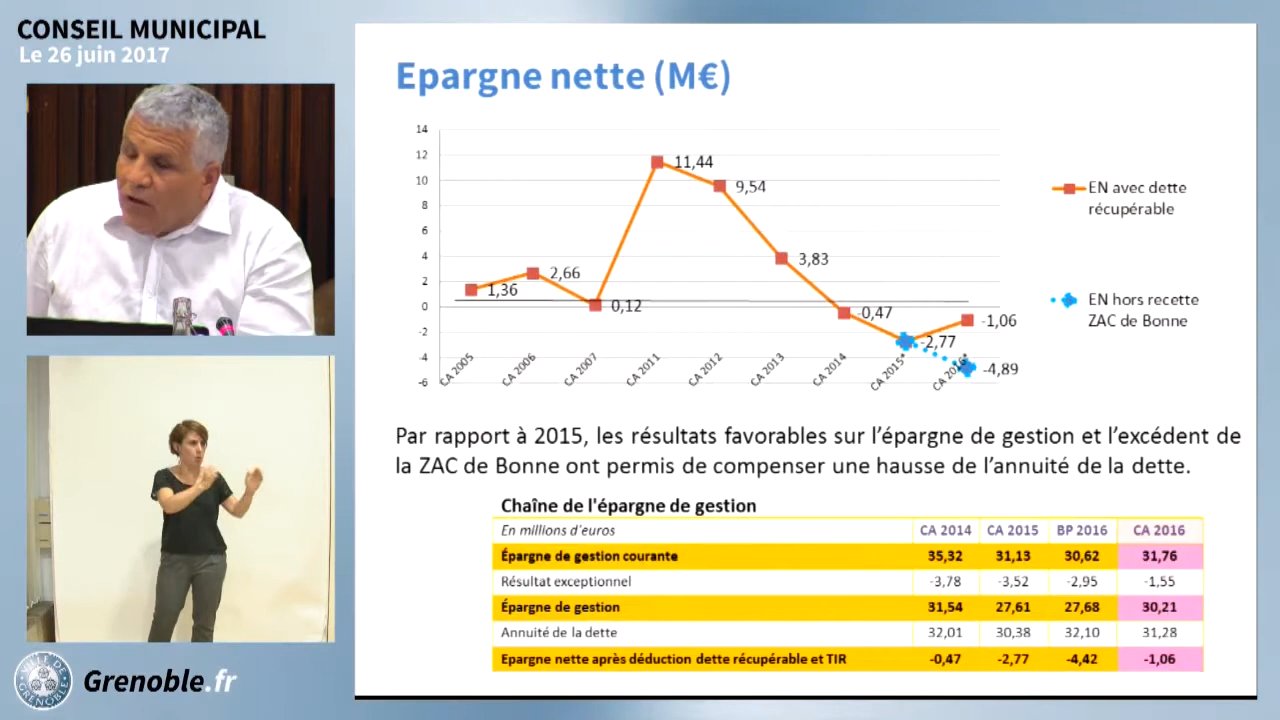 CONSEIL MUNICIPAL
Le 26 juin 2017
Epargne nette (M€)
14
12
10
8
6
4
2
0
-2
-4
-6
1,36
2,66
0,12
11,44
9,54
3,83
-0,47
-2,77
-1,06
-4,89
CA 2005
CA 2006
CA 2007
CA 2011
CA 2012
CA 2013
CA 2014
CA 2015*
CA 2016*
EN avec dette
récupérable
EN hors recette
ZAC de Bonne
Par rapport à 2015, les résultats favorables sur l'épargne de gestion et l'excédent de
la ZAC de Bonne ont permis de compenser une hausse de l'annuité de la dette.
Chaîne de l'épargne de gestion
En millions d'euros CA 2014 CA 2015 BP 2016 CA 2016
Épargne de gestion courante 35,32 31,13 30,62 31,76
Résultat exceptionnel -3,78 -3,52 -2,95 -1,55
Épargne de gestion 31,54 27,61 27,68 30,21
Annuité de la dette 32,01 30,38 32,10 31,28
Epargne nette après déduction dette récupérable et TIR -0,47 -2,77 -4,42 -1,06
VILLE DE
GRENOBLE
Grenoble.fr